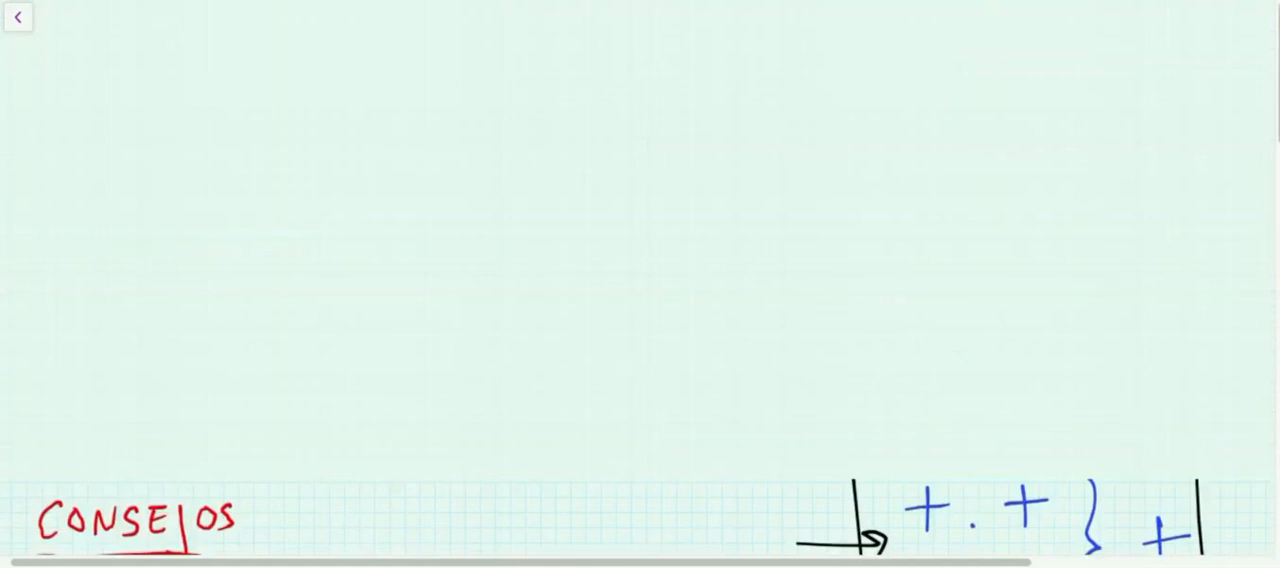 CONSEJOS
+ . + } +